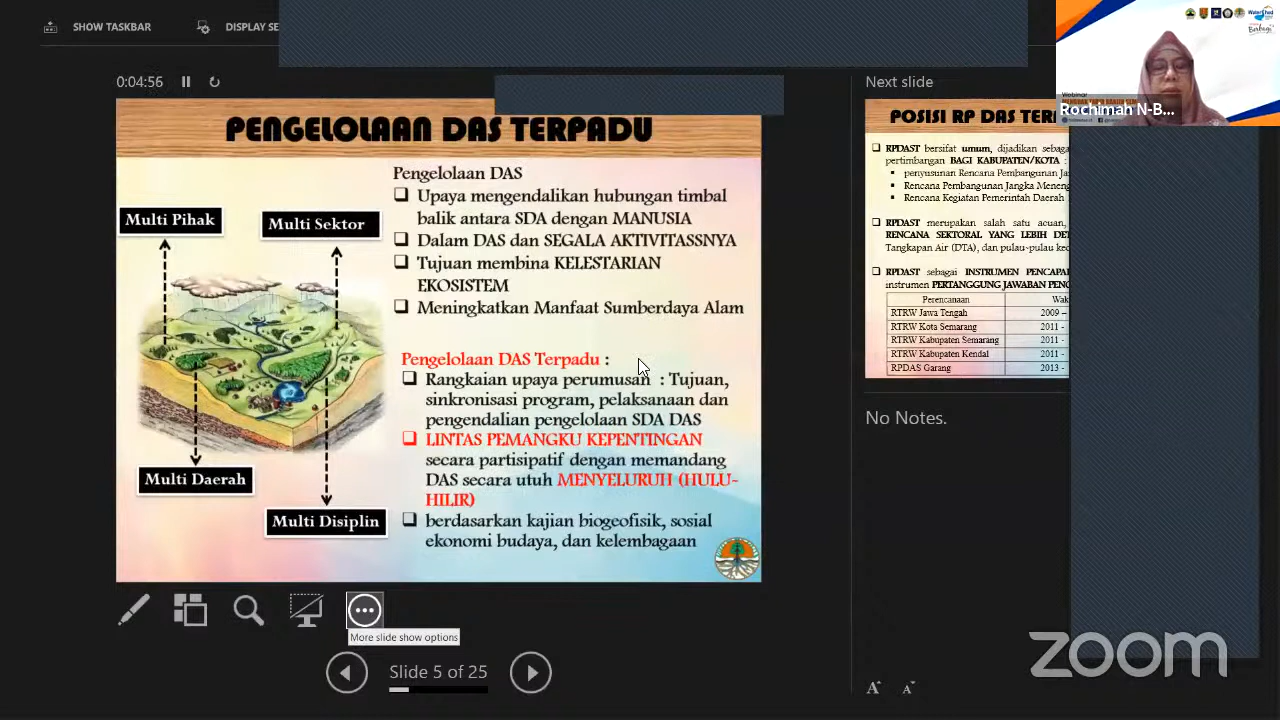 SHOW TASKBAR
DISPLAY SE
0:04:56
PENGELOLAAN DAS TERPADU
Pengelolaan DAS
Upaya mengendalikan hubungan timbal
balik antara SDA dengan MANUSIA
Dalam DAS dan SEGALA AKTIVITASSNYA
Tujuan membina KELESTARIAN
EKOSISTEM
Meningkatkan Manfaat Sumberdaya Alam
Multi Pihak
Multi Sektor
Multi Daerah
Multi Disiplin
Pengelolaan DAS Terpadu :
Rangkaian upaya perumusan : Tujuan,
sinkronisasi program, pelaksanaan dan
pengendalian pengelolaan SDA DAS
LINTAS PEMANGKU KEPENTINGAN
secara partisipatif dengan memandang
DAS secara utuh MENYELURUH (HULU-
HILIR)
berdasarkan kajian biogeofisik, sosial
ekonomi budaya, dan kelembagaan
More slide show options
Slide 5 of 25
Next slide
POSISI RP DAS TER
RPDAST bersifat umum, dijadikan sebag
pertimbangan BAGI KABUPATEN/KOTA :
penyusunan Rencana Pembangunan Ja
Rencana Pembangunan Jangka Meneng
Rencana Kegiatan Pemerintah Daerah
RPDAST merupakan salah satu acuan,
RENCANA SEKTORAL YANG LEBIH DET
Tangkapan Air (DTA), dan pulau-pulau kec
RPDAST sebagai INSTRUMEN PENCAPA
instrumen PERTANGGUNG JAWABAN PENG
Perencanaan Wak
RTRW Jawa Tengah 2009 –
RTRW Kota Semarang 2011 -
RTRW Kabupaten Semarang 2011 -
RTRW Kabupaten Kendal 2011 -
RPDAS Garang 2013 -
No Notes.
Webinar
Rochimah N-B...
Berbagi
zoom